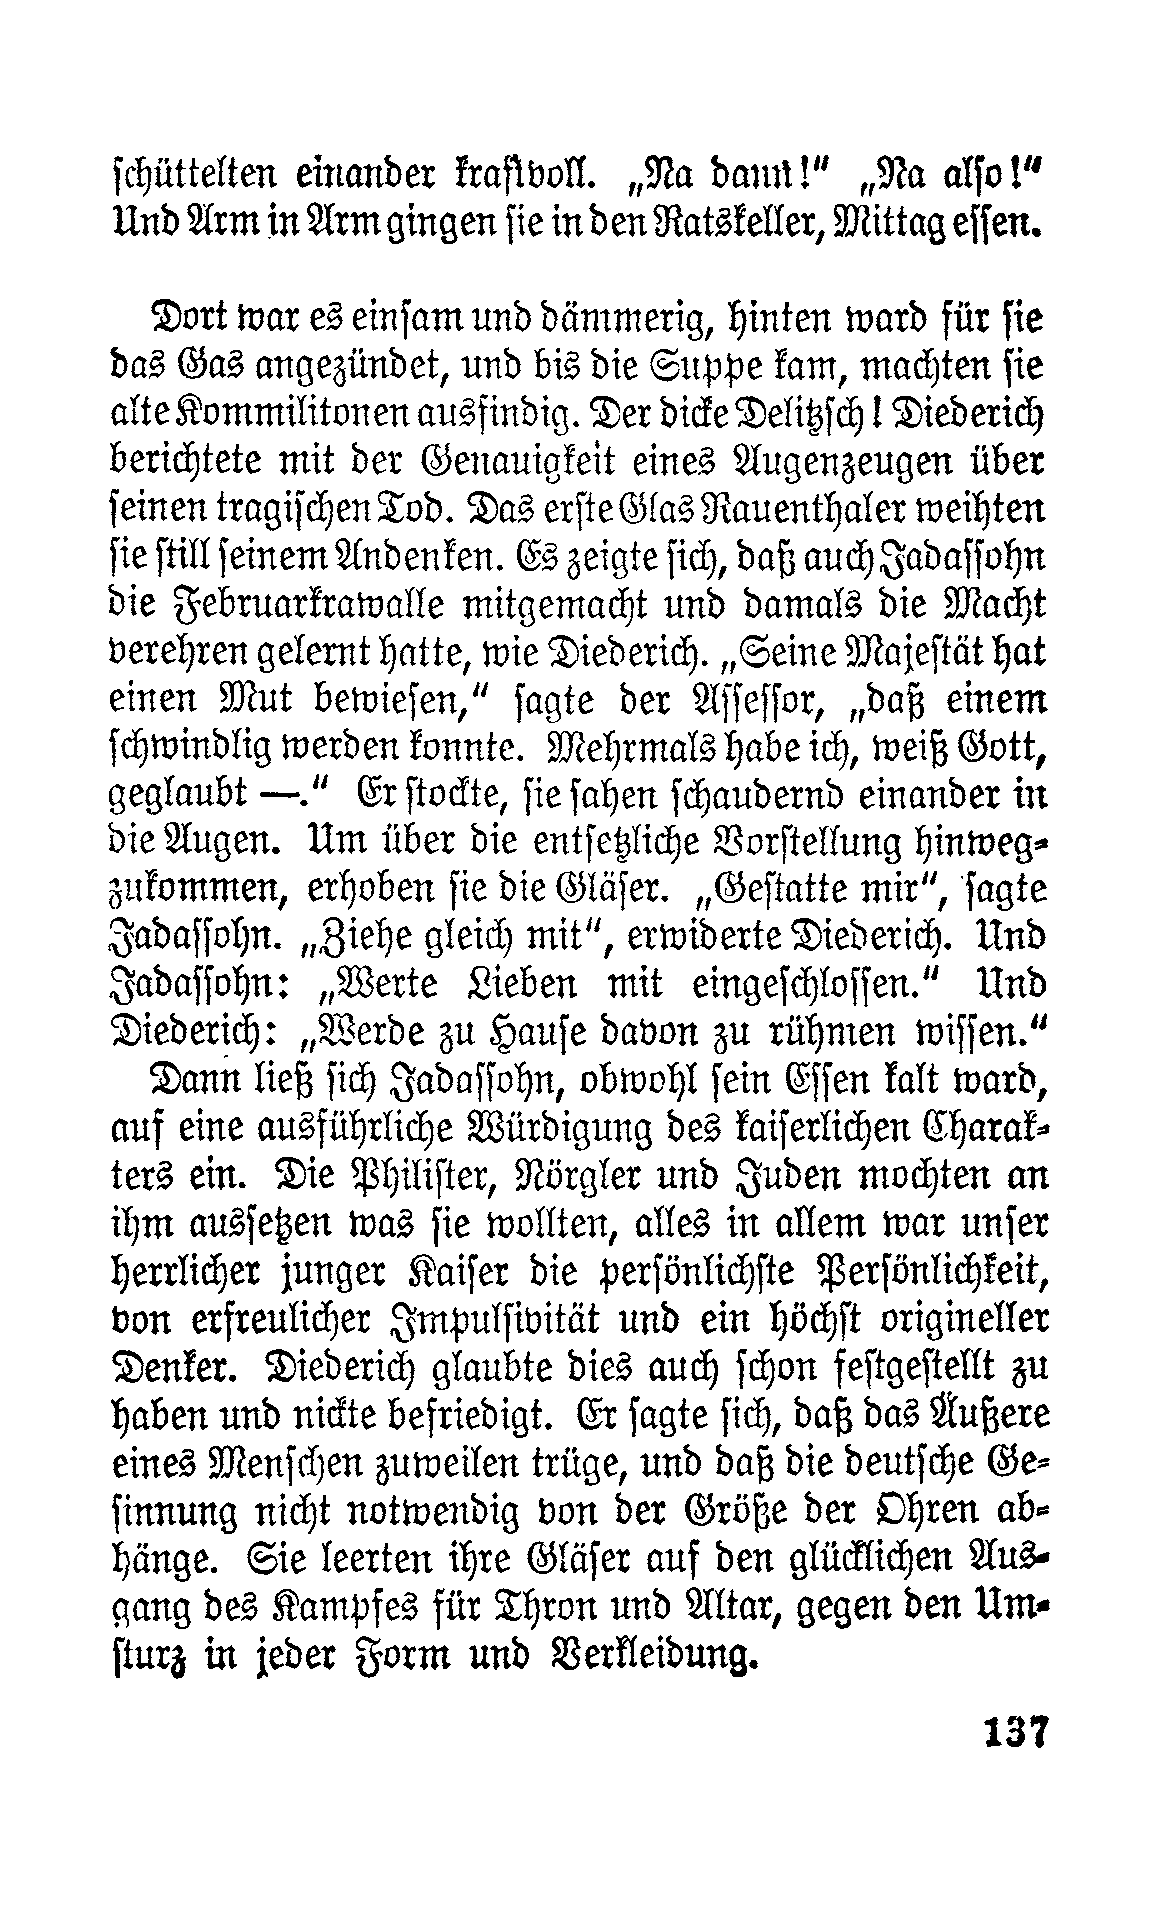 schüttelten einander kraftvoll. „Na dann!“ „Na also!“
Und Arm in Arm gingen sie in den Ratskeller, Mittag essen.
Dort war es einsam und dämmerig, hinten ward für sie
das Gas angezündet, und bis die Suppe kam, machten sie
alte Kommilitonen ausfindig. Der dicke Delitzsch! Diederich
berichtete mit der Genauigkeit eines Augenzeugen über
seinen tragischen Tod. Das erste Glas Rauenthaler weihten
sie still seinem Andenken. Es zeigte sich, daß auch Jadassohn
die Februarkrawalle mitgemacht und damals die Macht
verehren gelernt hatte, wie Diederich. „Seine Majestät hat
einen Mut bewiesen,“ sagte der Assessor, „daß einem
schwindlig werden konnte. Mehrmals habe ich, weiß Gott,
geglaubt —.“ Er stockte, sie sahen schaudernd einander in
die Augen. Um über die entsetzliche Vorstellung hinweg-
zukommen, erhoben sie die Gläser. „Gestatte mir“, sagte
Jadassohn. „Ziehe gleich mit“, erwiderte Diederich. Und
Jadassohn: „Werte Lieben mit eingeschlossen.“ Und
Diederich: „Werde zu Hause davon zu rühmen wissen.“
Dann ließ sich Jadassohn, obwohl sein Essen kalt ward,
auf eine ausführliche Würdigung des kaiserlichen Charak-
ters ein. Die Philister, Nörgler und Juden mochten an
ihm aussetzen was sie wollten, alles in allem war unser
herrlicher junger Kaiser die persönlichste Persönlichkeit,
von erfreulicher Impulsivität und ein höchst origineller
Denker. Diederich glaubte dies auch schon festgestellt zu
haben und nickte befriedigt. Er sagte sich, daß das Äußere
eines Menschen zuweilen trüge, und daß die deutsche Ge-
sinnung nicht notwendig von der Größe der Ohren ab-
hänge. Sie leerten ihre Gläser auf den glücklichen Aus-
gang des Kampfes für Thron und Altar, gegen den Um-
sturz in jeder Form und Verkleidung.
137